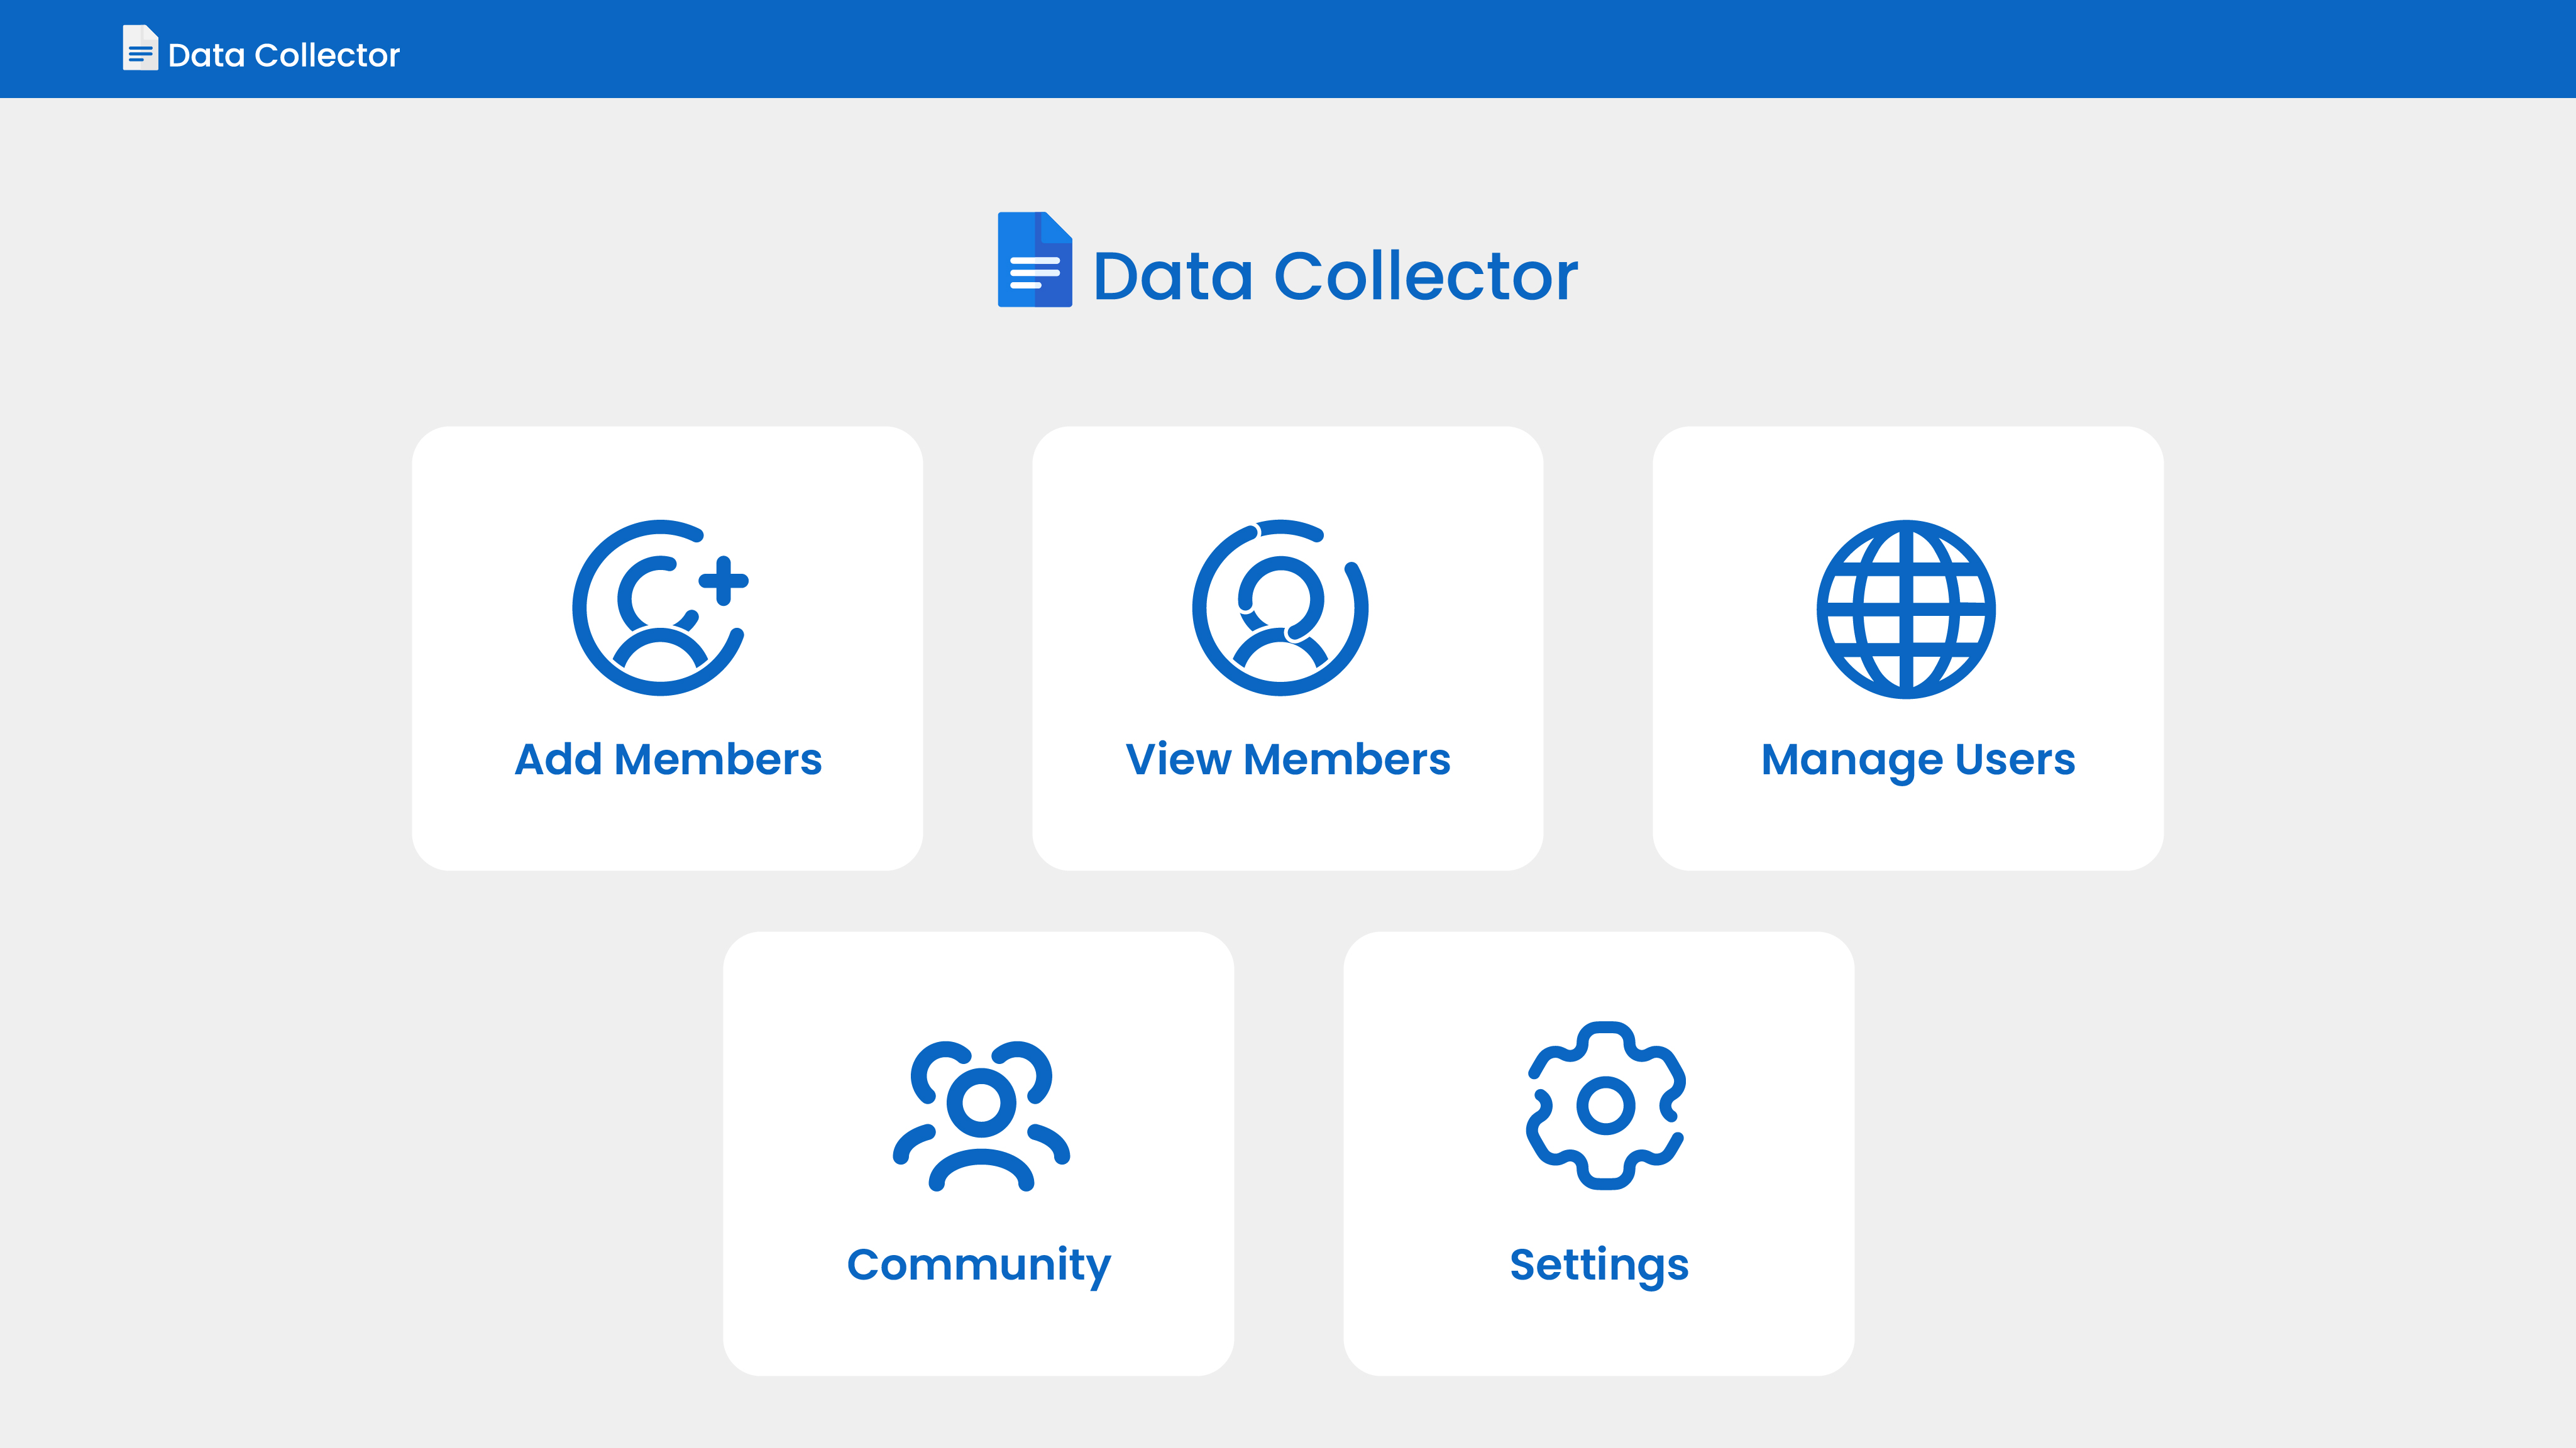 Data Collector
Data Collector
Add Members
View Members
Manage Users
Community
Settings